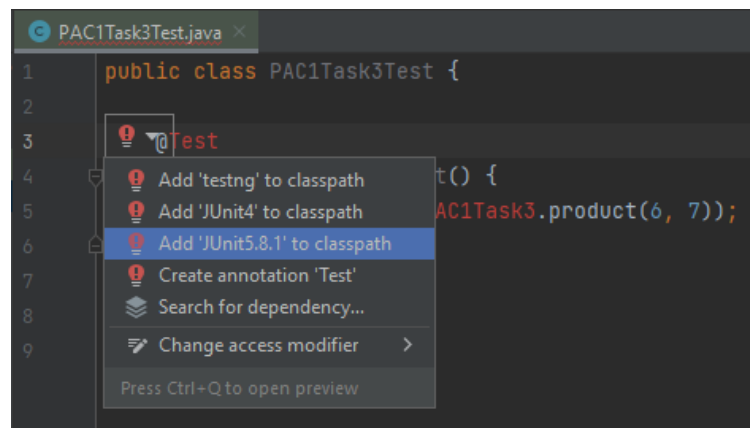 C PAC1Task3Test.java ×
1 public class PAC1Task3Test {
2
3 @Test
Add 'testng' to classpath
4 t() {
Add 'JUnit4' to classpath
5 AC1Task3.product(6, 7));
Add 'JUnit5.8.1' to classpath
6
Create annotation 'Test'
7
Search for dependency...
8
Change access modifier >
9
Press Ctrl+Q to open preview